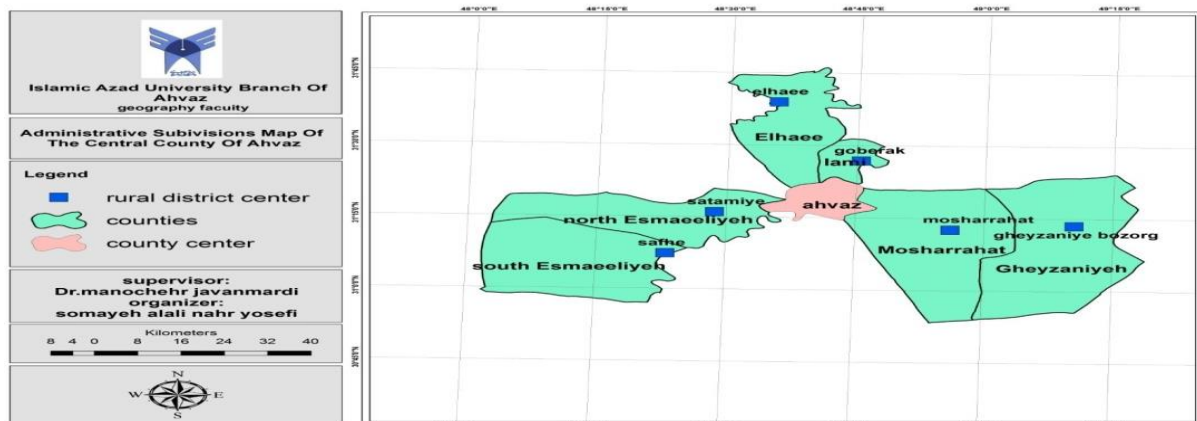 Islamic Azad University Branch Of
Ahvaz
geography facuity
Administrative Subivisions Map Of
The Central County Of Ahvaz
Legend
rural district center
counties
county center
supervisor:
Dr.manochehr javanmardi
organizer:
somayeh alali nahr yosefi
Kilometers
8 4 0 8 16 24 32 40
N
W E
S
48°0'0"E 48°15'0"E 48°30'0"E 48°45'0"E 49°0'0"E 49°15'0"E
elhaee
Elhaee
goberak
lami
ahvaz
satamiye
north Esmaeeliyeh
safhe
south Esmaeeliyeh
mosharrahat
Mosharrahat
gheyzaniye bozorg
Gheyzaniyeh